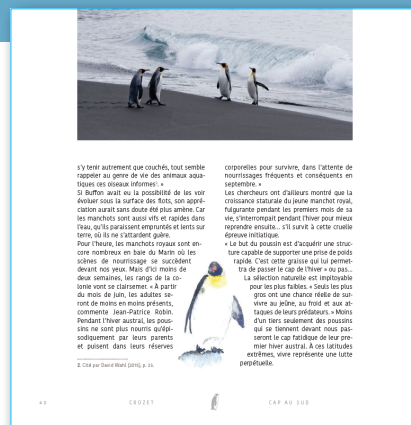 s'y tenir autrement que couchés, tout semble
rappeler au genre de vie des animaux aqua-
tiques ces oiseaux informes². »
Si Buffon avait eu la possibilité de les voir
évoluer sous la surface des flots, son appré-
ciation aurait sans doute été plus amène. Car
les manchots sont aussi vifs et rapides dans
l'eau, qu'ils paraissent empruntés et lents sur
terre, où ils ne s'attardent guère.
Pour l'heure, les manchots royaux sont en-
core nombreux en baie du Marin où les
scènes de nourrissage se succèdent
devant nos yeux. Mais d'ici moins de
deux semaines, les rangs de la co-
lonie vont se clairsemer. « À partir
du mois de juin, les adultes se-
ront de moins en moins présents,
commente Jean-Patrice Robin.
Pendant l'hiver austral, les pous-
sins ne sont plus nourris qu'épi-
sodiquement par leurs parents
et puisent dans leurs réserves
2. Cité par David Wahl (2019), p. 23.
corporelles pour survivre, dans l'attente de
nourrissages fréquents et conséquents en
septembre. »
Les chercheurs ont d'ailleurs montré que la
croissance staturale du jeune manchot royal,
fulgurante pendant les premiers mois de sa
vie, s'interrompait pendant l'hiver pour mieux
reprendre ensuite... s'il survit à cette cruelle
épreuve initiatique.
« Le but du poussin est d'acquérir une struc-
ture capable de supporter une prise de poids
rapide. C'est cette graisse qui lui permet-
tra de passer le cap de l'hiver » ou pas...
La sélection naturelle est impitoyable
pour les plus faibles. « Seuls les plus
gros ont une chance réelle de sur-
vivre au jeûne, au froid et aux at-
taques de leurs prédateurs. » Moins
d'un tiers seulement des poussins
qui se tiennent devant nous pas-
seront le cap fatidique de leur pre-
mier hiver austral. À ces latitudes
extrêmes, vivre représente une lutte
perpétuelle.
CROZET
CAP AU SUD